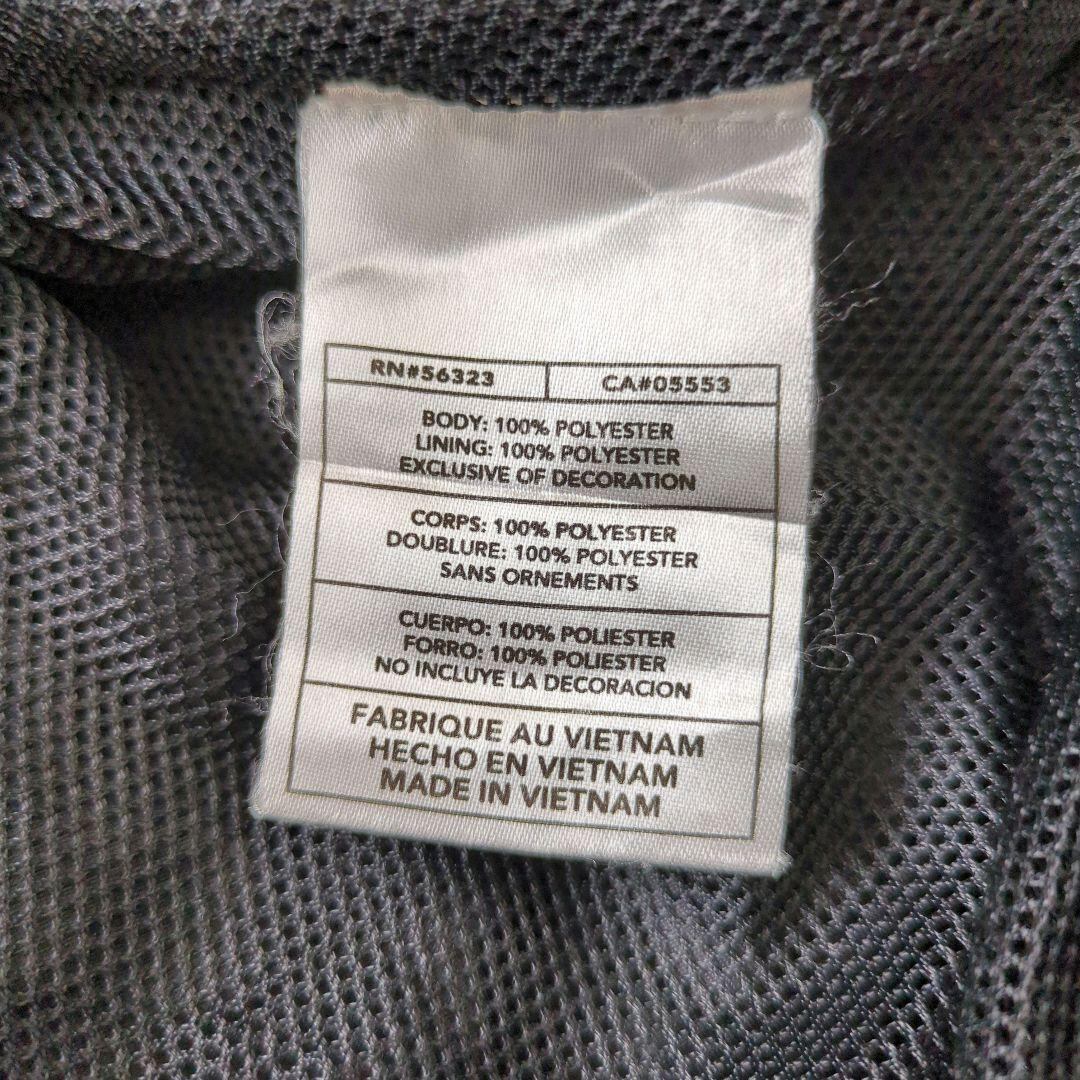 RN#56323 CA#05553
BODY: 100% POLYESTER
LINING: 100% POLYESTER
EXCLUSIVE OF DECORATION
CORPS: 100% POLYESTER
DOUBLURE: 100% POLYESTER
SANS ORNEMENTS
CUERPO: 100% POLIESTER
FORRO: 100% POLIESTER
NO INCLUYE LA DECORACION
FABRIQUE AU VIETNAM
HECHO EN VIETNAM
MADE IN VIETNAM